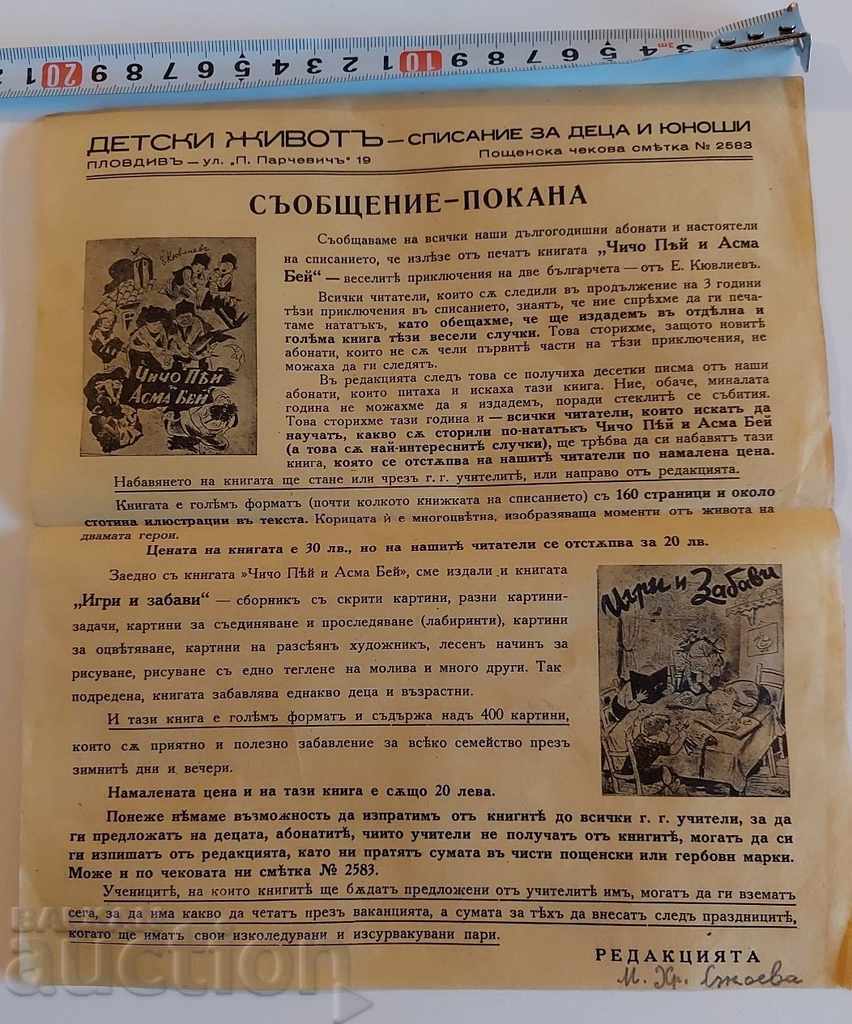 ДЕТСКИ ЖИВОТЪ — СПИСАНИЕ ЗА ДЕЦА И ЮНОШИ
ПЛОВДИВЪ — ул. „П. Парчевичъ" 19 Пощенска чекова смѣтка № 2583
СЪОБЩЕНИЕ-ПОКАНА
Е. Кювлиевъ
Чичо Пѣй
и
Асма Бей
Съобщаваме на всички наши дългогодишни абонати и настоятели
на списанието, че излѣзе отъ печатъ книгата „Чичо Пѣй и Асма
Бей" — веселитѣ приключения на две българчета — отъ Е. Кювлиевъ.
Всички читатели, които сѫ следили въ продължение на 3 години
тѣзи приключения въ списанието, знаятъ, че ние спрѣхме да ги печа-
таме нататъкъ, като обещахме, че ще издадемъ въ отдѣлна и
голѣма книга тѣзи весели случки. Това сторихме, защото новитѣ
абонати, които не сѫ чели първитѣ части на тѣзи приключения, не
можаха да ги следятъ.
Въ редакцията следъ това се получиха десетки писма отъ наши
абонати, които питаха и искаха тази книга. Ние, обаче, миналата
година не можахме да я издадемъ, поради стеклитѣ се събития.
Това сторихме тази година и — всички читатели, които искатъ да
научатъ, какво сѫ сторили по-нататъкъ Чичо Пѣй и Асма Бей
(а това сѫ най-интереснитѣ случки), ще трѣбва да си набавятъ тази
книга, която се отстѫпва на нашитѣ читатели по намалена цена.
Набавянето на книгата ще стане или чрезъ г. г. учителитѣ, или направо отъ редакцията.
Книгата е голѣмъ форматъ (почти колкото книжката на списанието) съ 160 страници и около
стотина илюстрации въ текста. Корицата ѝ е многоцвѣтна, изобразяваща моменти отъ живота на
двамата герои.
Цената на книгата е 30 лв., но на нашитѣ читатели се отстѫпва за 20 лв.
Заедно съ книгата »Чичо Пѣй и Асма Бей», сме издали и книгата
„Игри и забави" — сборникъ съ скрити картини, разни картини-
задачи, картини за съединяване и проследяване (лабиринти), картини
за оцвѣтяване, картини на разсѣянъ художникъ, лесенъ начинъ за
рисуване, рисуване съ едно теглене на молива и много други. Так
подредена, книгата забавлява еднакво деца и възрастни.
И тази книга е голѣмъ форматъ и съдържа надъ 400 картини,
които сѫ приятно и полезно забавление за всѣко семейство презъ
зимнитѣ дни и вечери.
Намалената цена и на тази книга е сѫщо 20 лева.
Игри и Забави
Понеже нѣмаме възможность да изпратимъ отъ книгитѣ до всички г. г. учители, за да
ги предложатъ на децата, абонатитѣ, чиито учители не получатъ отъ книгитѣ, могатъ да си
ги изпишатъ отъ редакцията, като ни пратятъ сумата въ чисти пощенски или гербови марки.
Може и по чековата ни смѣтка № 2583.
Ученицитѣ, на които книгитѣ ще бѫдатъ предложени отъ учителитѣ имъ, могатъ да ги взематъ
сега, за да има какво да четатъ презъ ваканцията, а сумата за тѣхъ да внесатъ следъ праздницитѣ,
когато ще иматъ свои изколедувани и изсурвакувани пари.
РЕДАКЦИЯТА
М. Хр.
auction